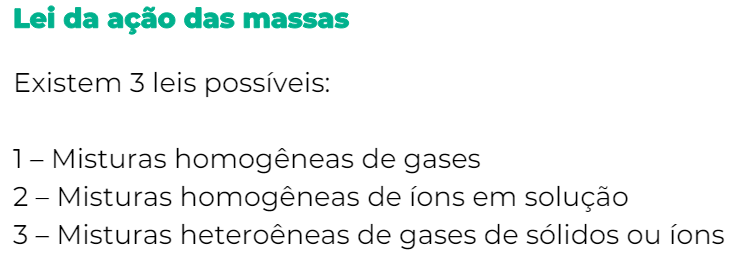 Lei da ação das massas
Existem 3 leis possíveis:
1 – Misturas homogêneas de gases
2 – Misturas homogêneas de íons em solução
3 – Misturas heteroêneas de gases de sólidos ou íons